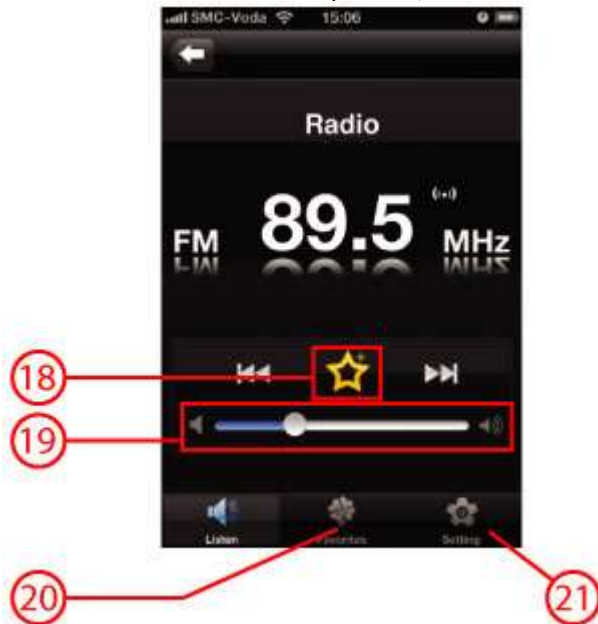 SMC-Voda 15:06
Radio
FM 89.5 MHz
18
19
Listen Favorites Setting
20 21